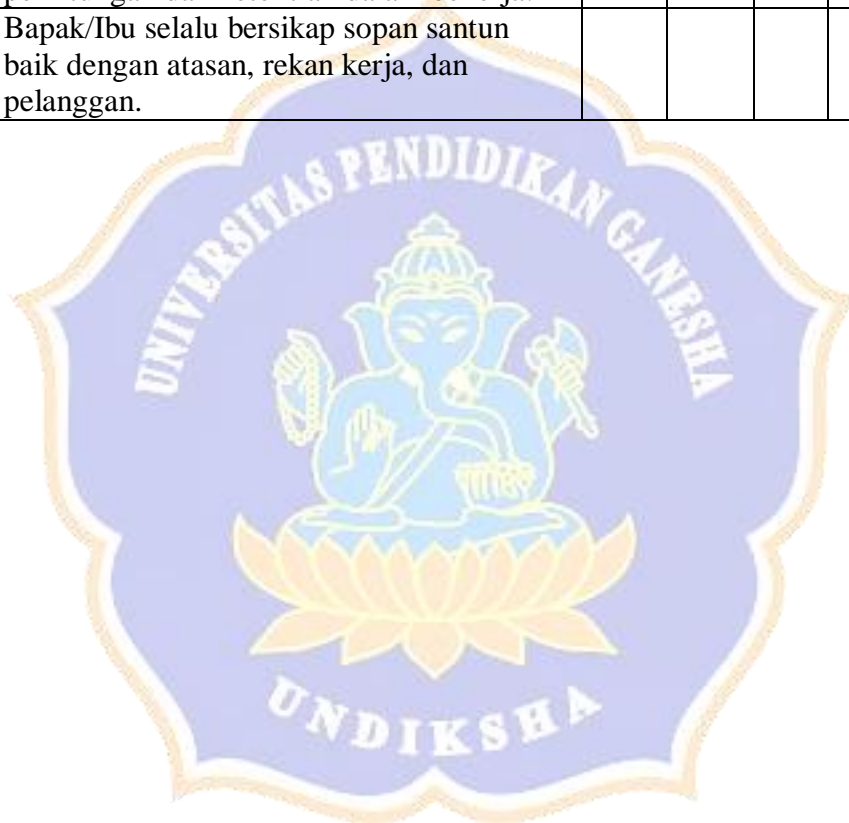 Bapak/Ibu selalu bersikap sopan santun
baik dengan atasan, rekan kerja, dan
pelanggan.
UNIVERSITAS PENDIDIKAN GANESHA
UNDIKSHA